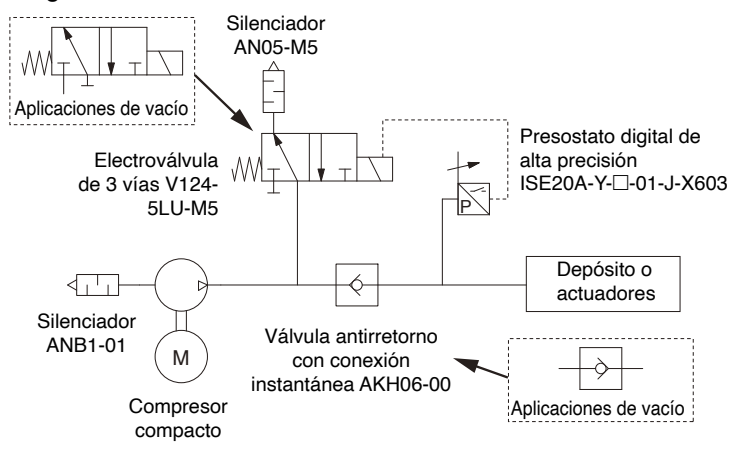 Silenciador
AN05-M5
Aplicaciones de vacío
Electroválvula
de 3 vías V124-
5LU-M5
Presostato digital de
alta precisión
ISE20A-Y-□-01-J-X603
P
Depósito o
actuadores
Silenciador
ANB1-01
M
Compresor
compacto
Válvula antirretorno
con conexión
instantánea AKH06-00
Aplicaciones de vacío